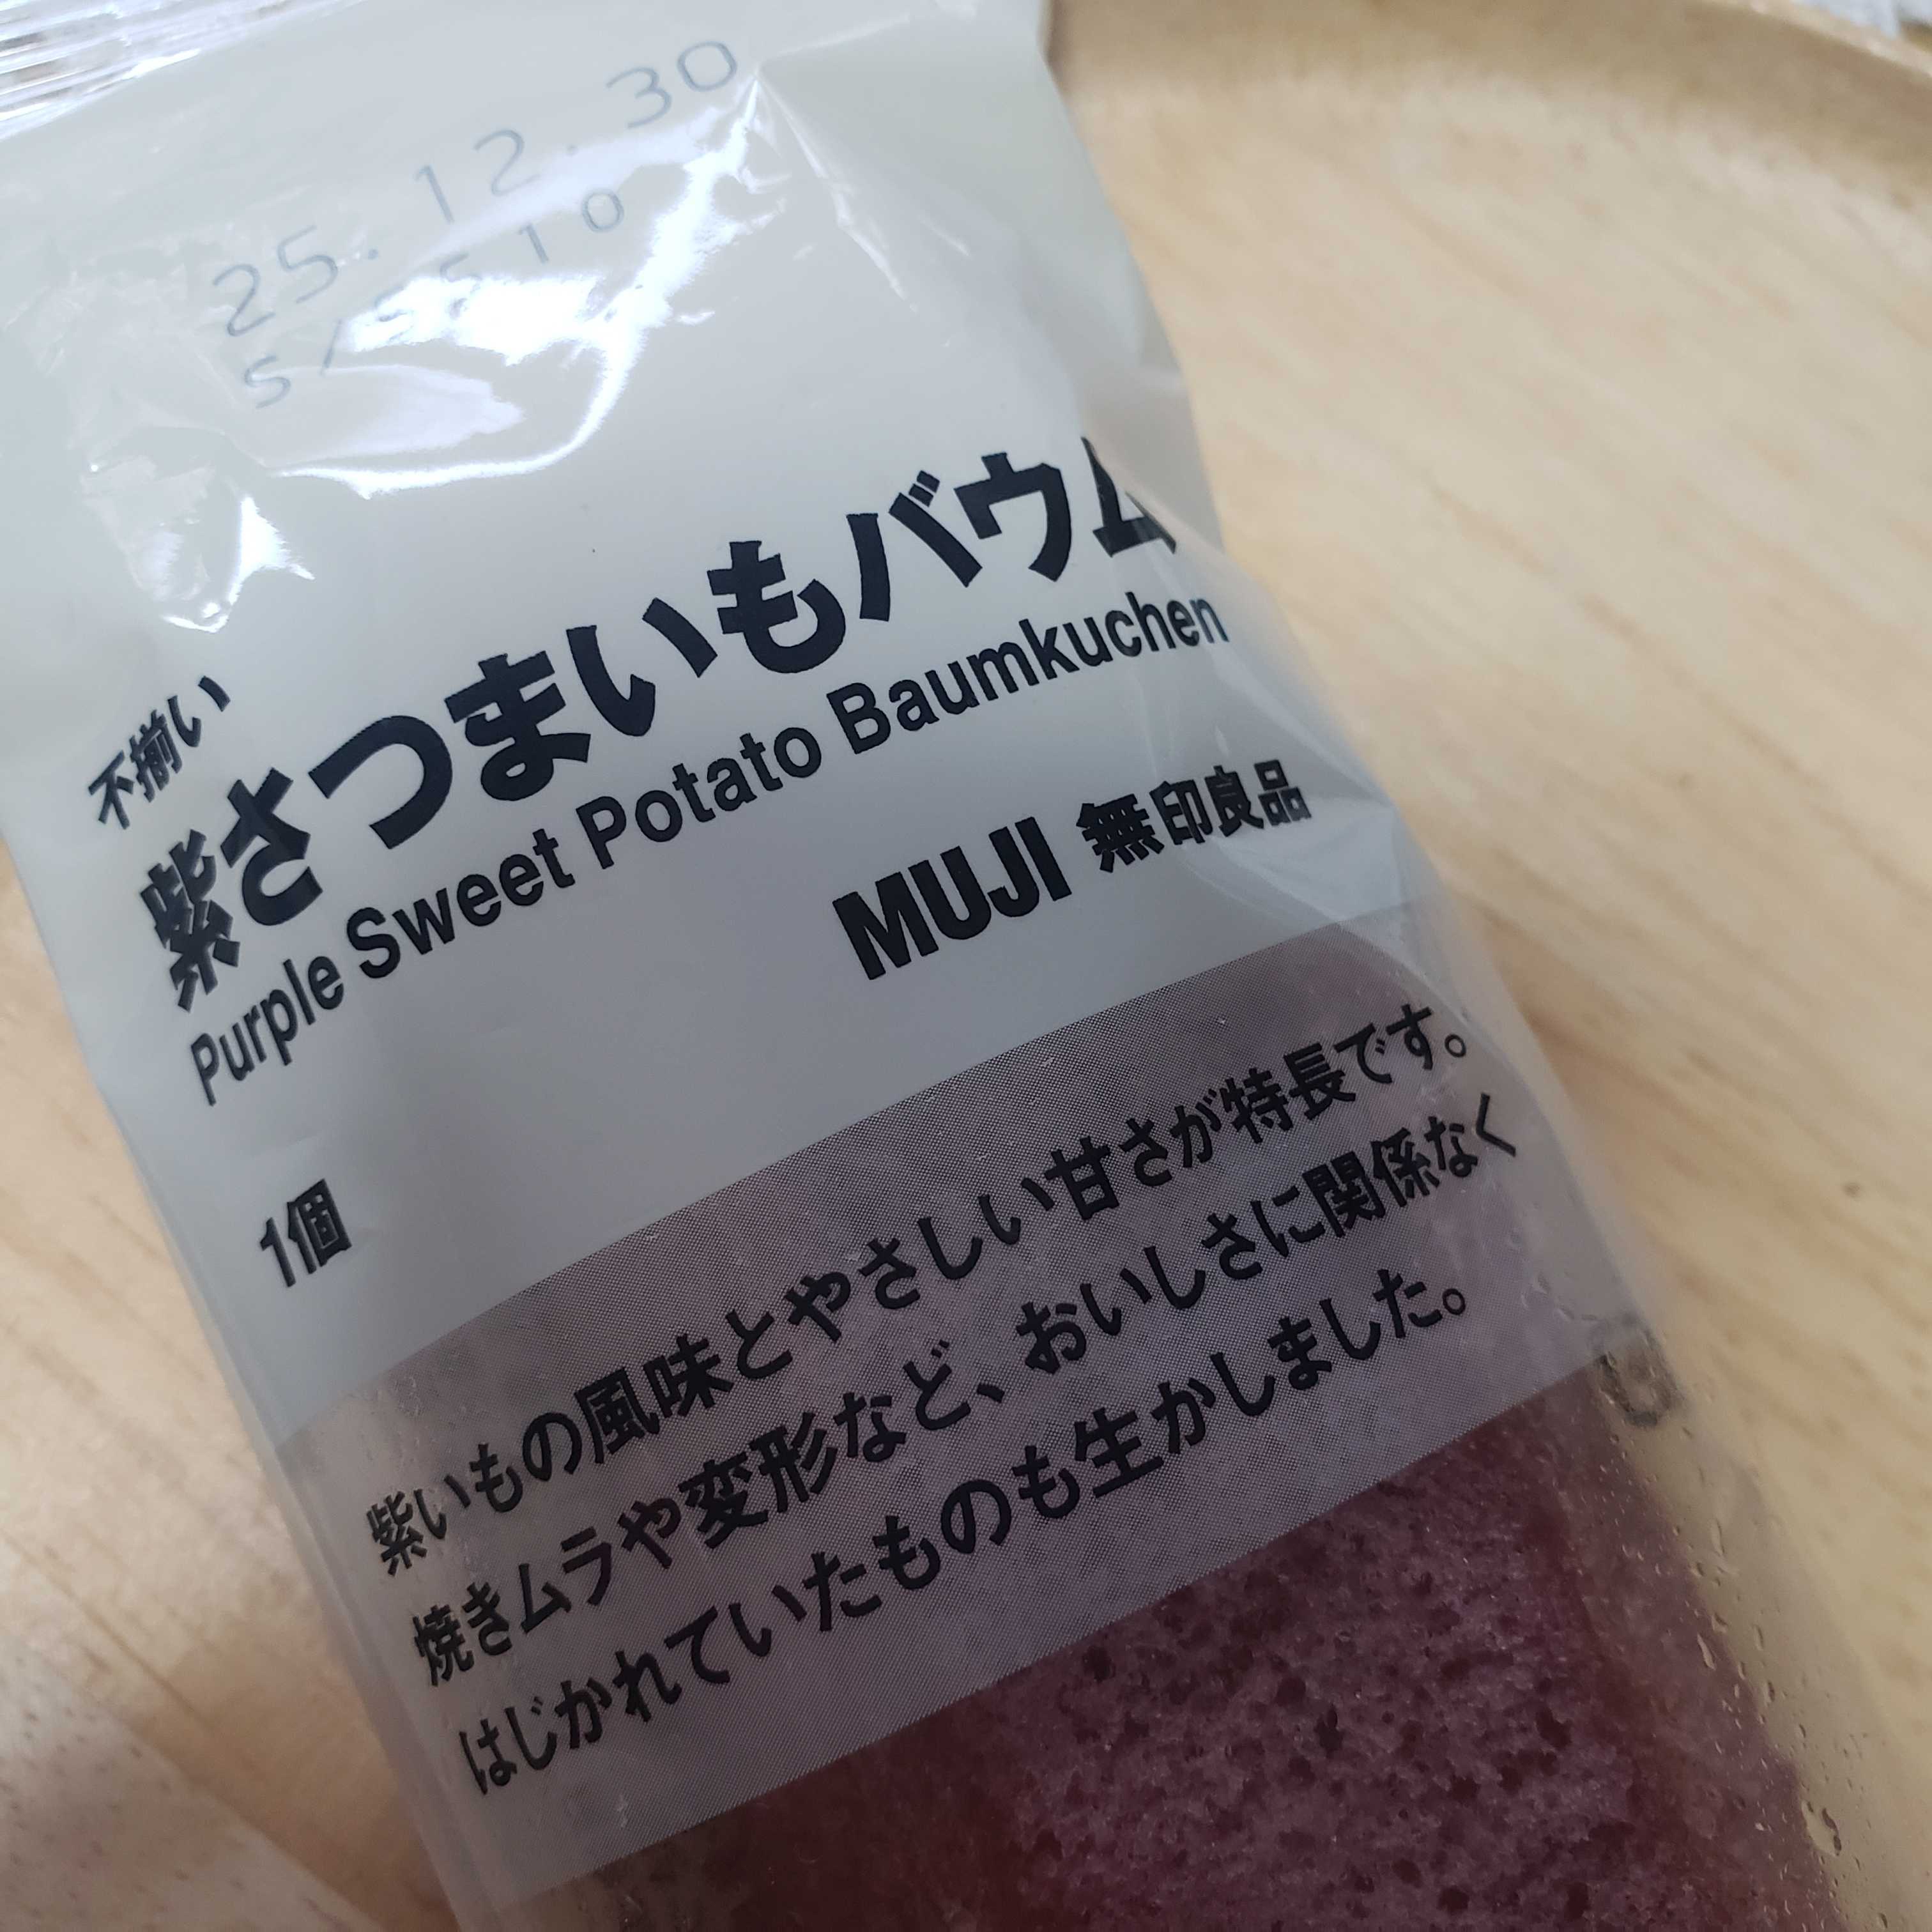 25.12.30
不揃い
紫さつまいもバウム
Purple Sweet Potato Baumkuchen
MUJI 無印良品
1個
紫いもの風味とやさしい甘さが特長です。
焼きムラや変形など、おいしさに関係なく
はじかれていたものも生かしました。